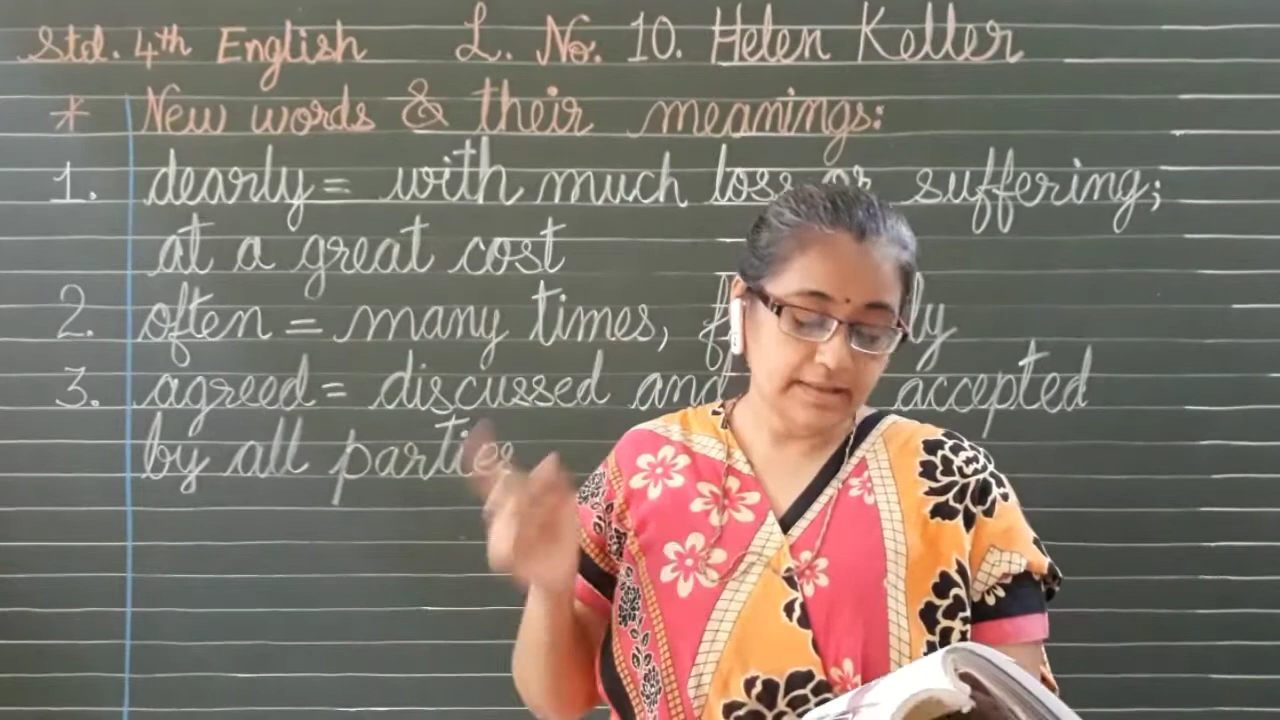 Std. 4th English L. No. 10. Helen Keller
* New words & their meanings:
1. dearly = with much loss or suffering;
at a great cost
2. often = many times,
3. agreed = discussed and accepted
by all parties